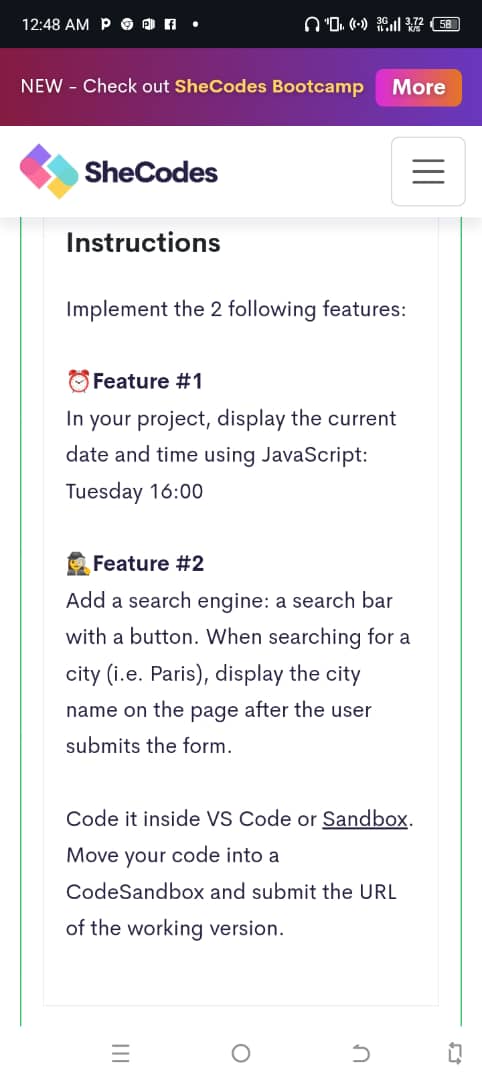 12:48 AM
3G 3.72 K/S 58
NEW - Check out SheCodes Bootcamp More
SheCodes
Instructions
Implement the 2 following features:
⏰Feature #1
In your project, display the current
date and time using JavaScript:
Tuesday 16:00
🕵️‍♀️Feature #2
Add a search engine: a search bar
with a button. When searching for a
city (i.e. Paris), display the city
name on the page after the user
submits the form.
Code it inside VS Code or Sandbox.
Move your code into a
CodeSandbox and submit the URL
of the working version.